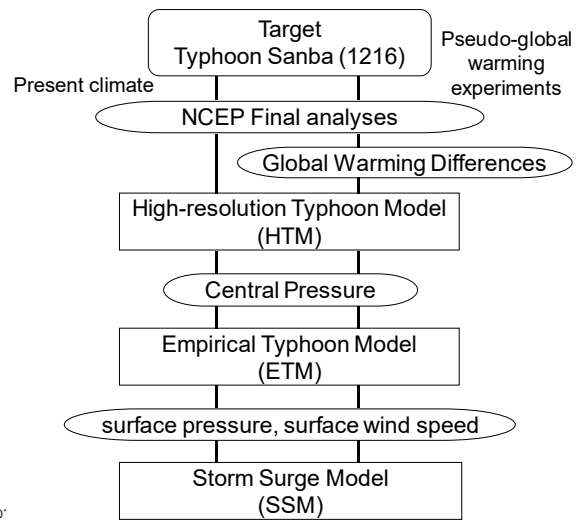 Target
Typhoon Sanba (1216)
Pseudo-global
warming
experiments
Present climate
NCEP Final analyses
Global Warming Differences
High-resolution Typhoon Model
(HTM)
Central Pressure
Empirical Typhoon Model
(ETM)
surface pressure, surface wind speed
Storm Surge Model
(SSM)